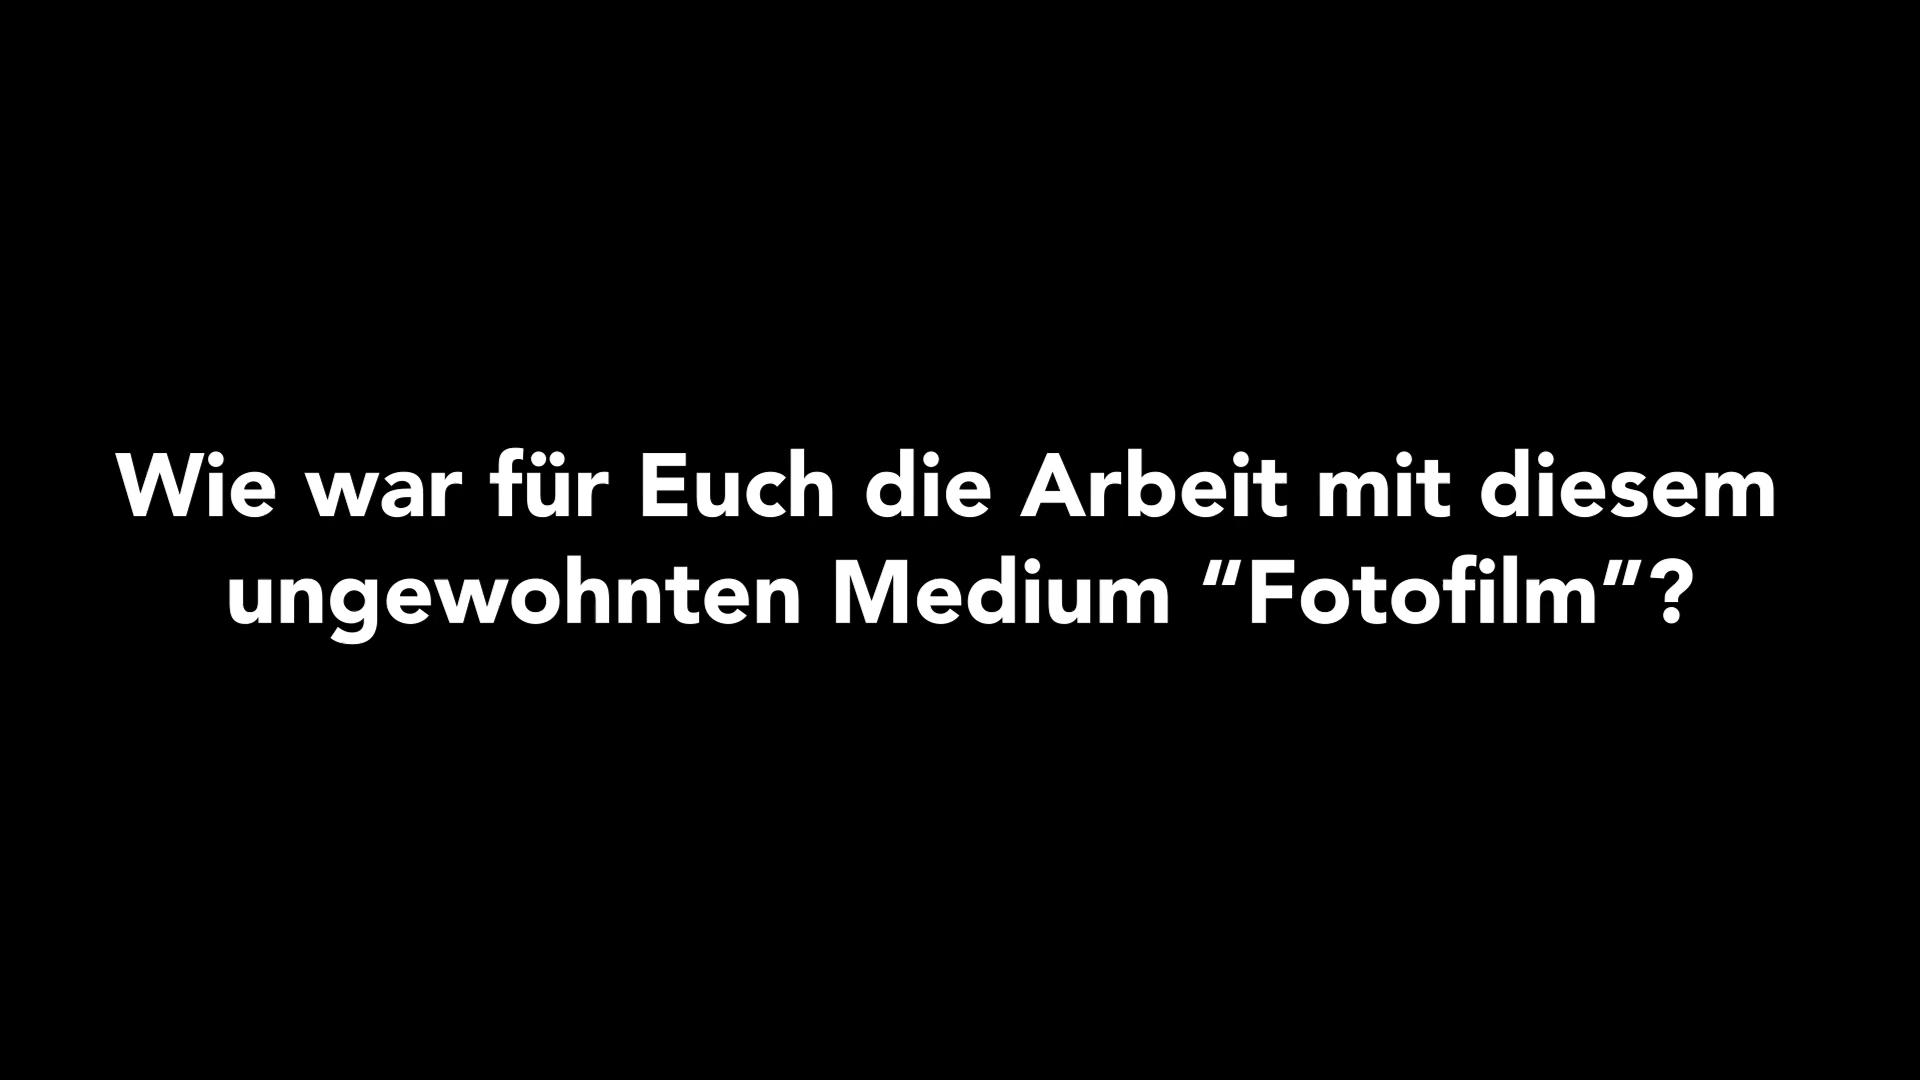 Wie war für Euch die Arbeit mit diesem
ungewohnten Medium “Fotofilm”?